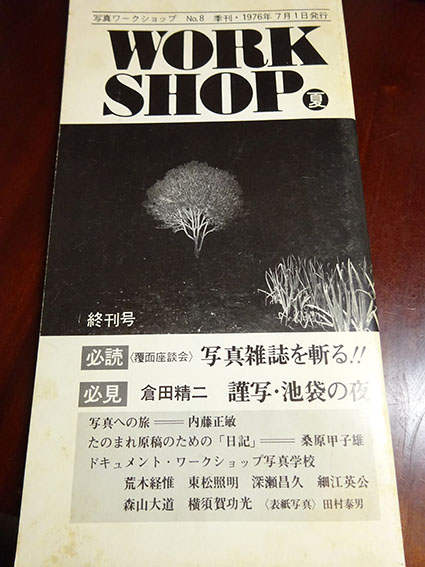 写真ワークショップ No.8 季刊・1976年7月1日発行
WORK
SHOP 夏
終刊号
必読 〈覆面座談会〉 写真雑誌を斬る!!
必見 倉田精二 謹写・池袋の夜
写真への旅＝＝内藤正敏
たのまれ原稿のための「日記」＝＝桑原甲子雄
ドキュメント・ワークショップ写真学校
荒木経惟 東松照明 深瀬昌久 細江英公
森山大道 横須賀功光 〈表紙写真〉田村泰男